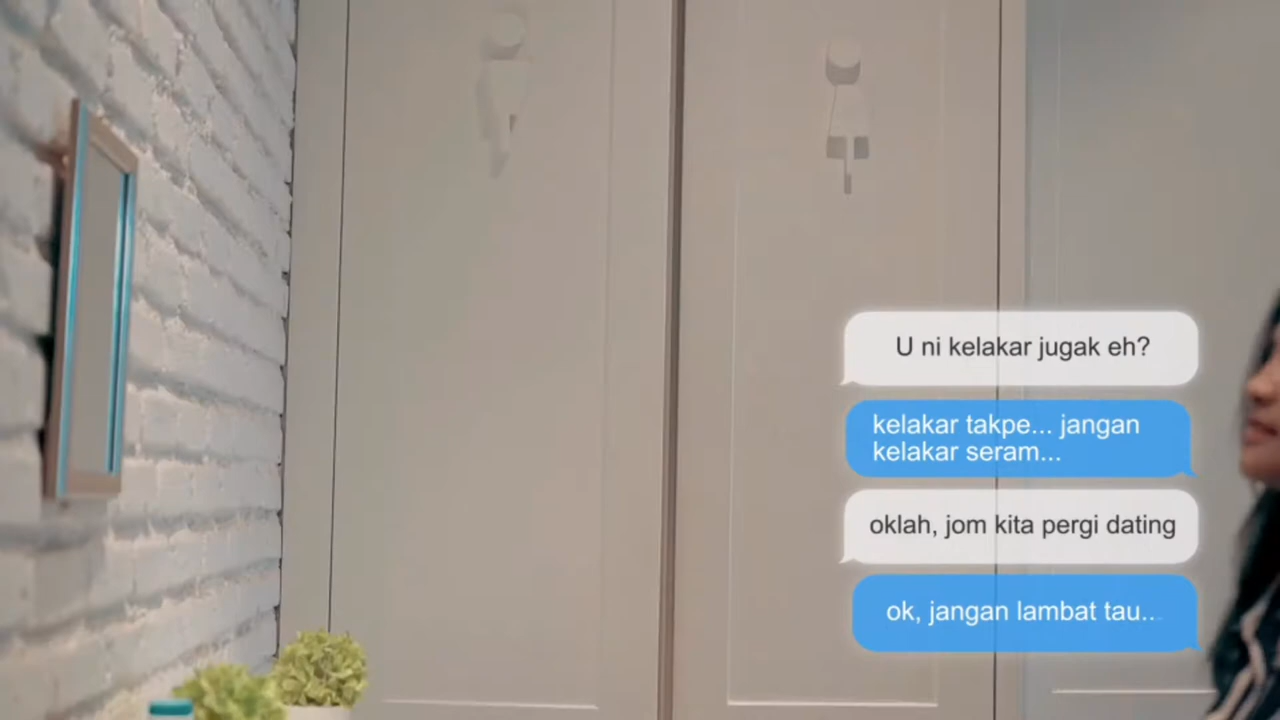 U ni kelakar jugak eh?
kelakar takpe... jangan
kelakar seram...
oklah, jom kita pergi dating
ok, jangan lambat tau...